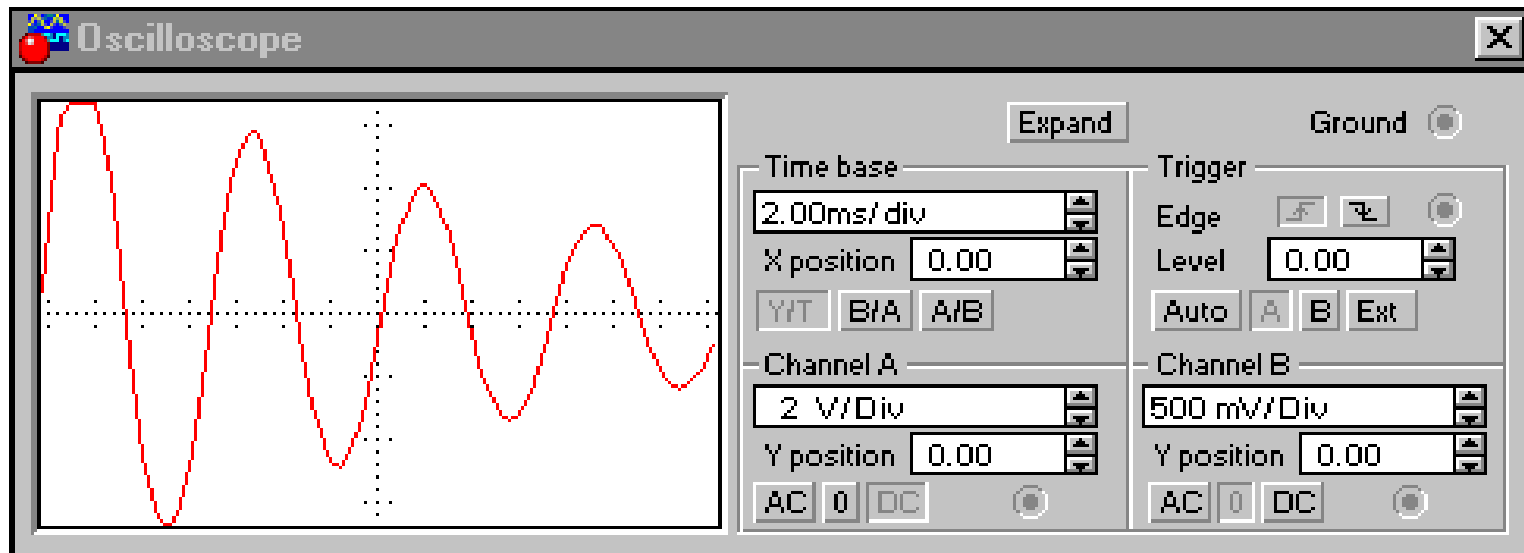 Oscilloscope
Expand Ground
Time base
2.00ms/div
X position 0.00
Y/T B/A A/B
Trigger
Edge
Level 0.00
Auto A B Ext
Channel A
2 V/Div
Y position 0.00
AC 0 DC
Channel B
500 mV/Div
Y position 0.00
AC 0 DC